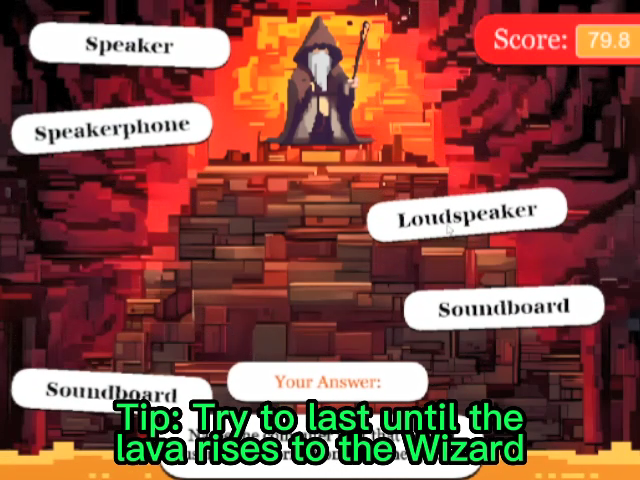 Speaker
Score: 79.8
Speakerphone
Loudspeaker
Soundboard
Your Answer:
Soundboard
Tip: Try to last until the
lava rises to the Wizard